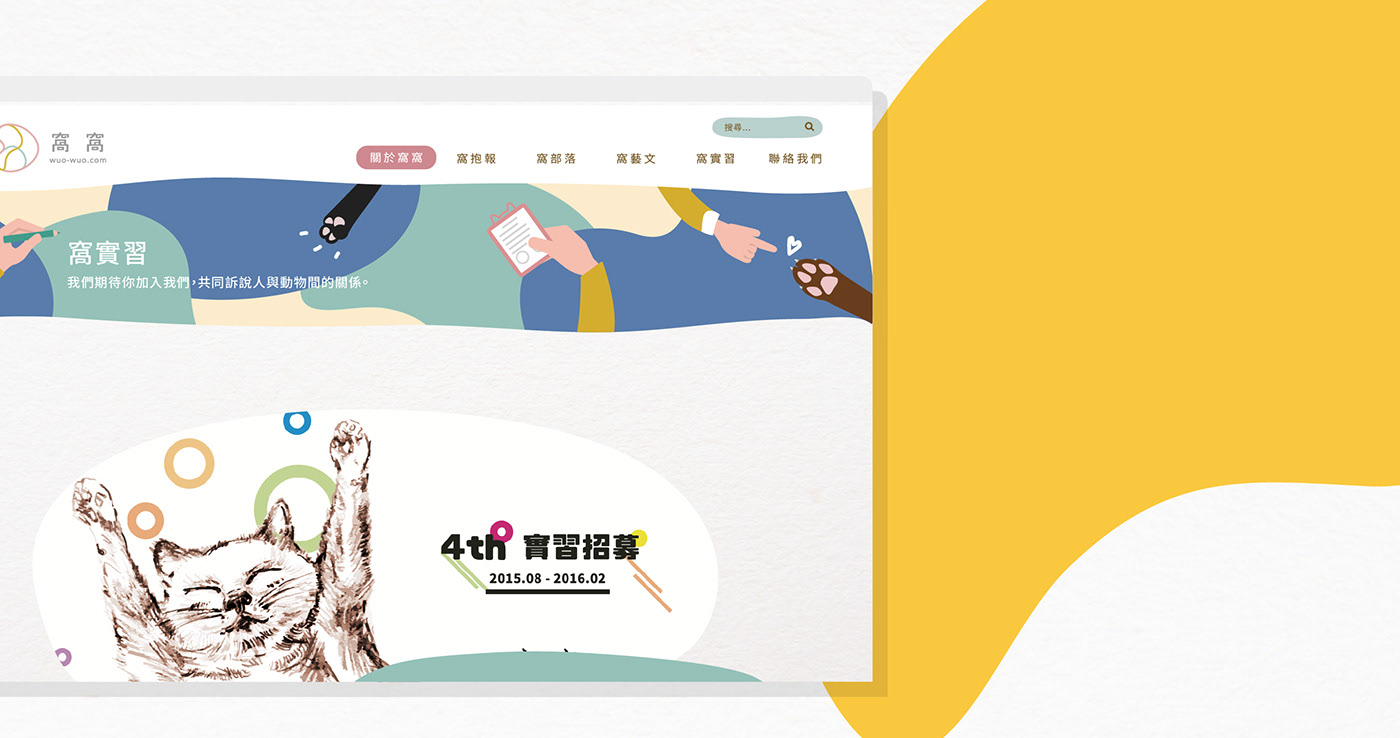 窩 窩
wuo-wuo.com
搜尋...
關於窩窩 窩抱報 窩部落 窩藝文 窩實習 聯絡我們
窩實習
我們期待你加入我們，共同訴說人與動物間的關係。
4th 實習招募
2015.08 - 2016.02